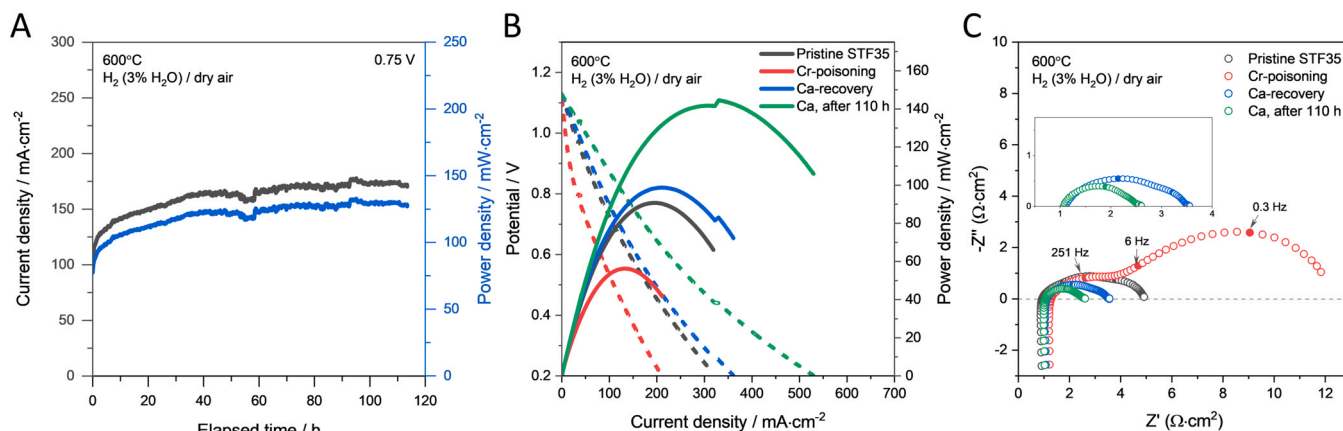 A
600°C
H₂ (3% H₂O) / dry air
0.75 V
Current density / mA·cm⁻²
Power density / mW·cm⁻²
300
250
200
150
100
50
0
250
200
150
100
50
0
0 20 40 60 80 100 120
Elapsed time / h
B
600°C
H₂ (3% H₂O) / dry air
Pristine STF35
Cr-poisoning
Ca-recovery
Ca, after 110 h
Potential / V
Power density / mW·cm⁻²
1.2
1.0
0.8
0.6
0.4
0.2
160
140
120
100
80
60
40
20
0
0 100 200 300 400 500 600 700
Current density / mA·cm⁻²
C
600°C
H₂ (3% H₂O) / dry air
Pristine STF35
Cr-poisoning
Ca-recovery
Ca, after 110 h
-Z'' (Ω·cm²)
10
8
6
4
2
0
-2
1
0
1 2 3 4
251 Hz
6 Hz
0.3 Hz
0 2 4 6 8 10 12
Z' (Ω·cm²)